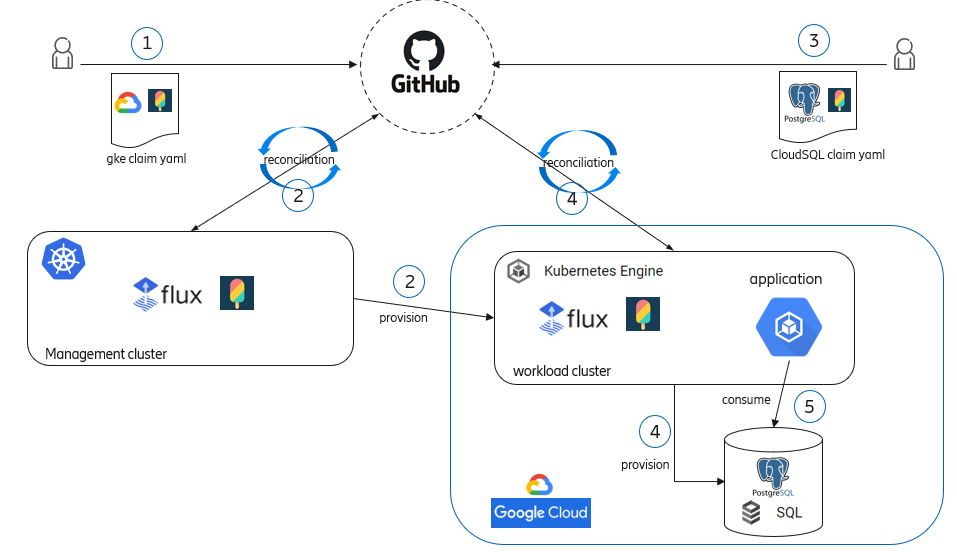 1
3
GitHub
PostgreSQL
gke claim yaml
CloudSQL claim yaml
reconciliation
reconciliation
2
4
Kubernetes Engine
application
2
flux
flux
provision
Management cluster
workload cluster
consume
5
4
provision
PostgreSQL
SQL
Google Cloud